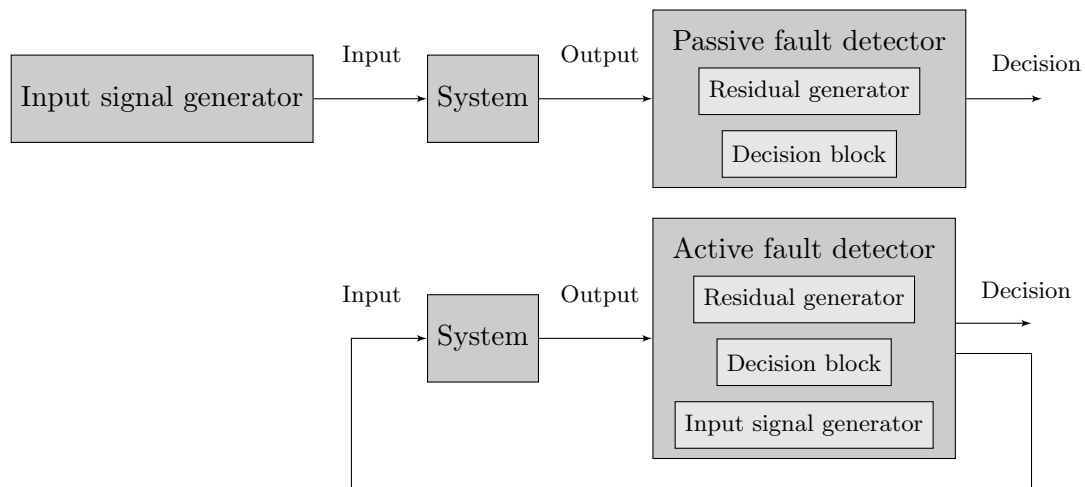 Input signal generator
Input
System
Output
Passive fault detector
Residual generator
Decision block
Decision
Input
System
Output
Active fault detector
Residual generator
Decision block
Input signal generator
Decision